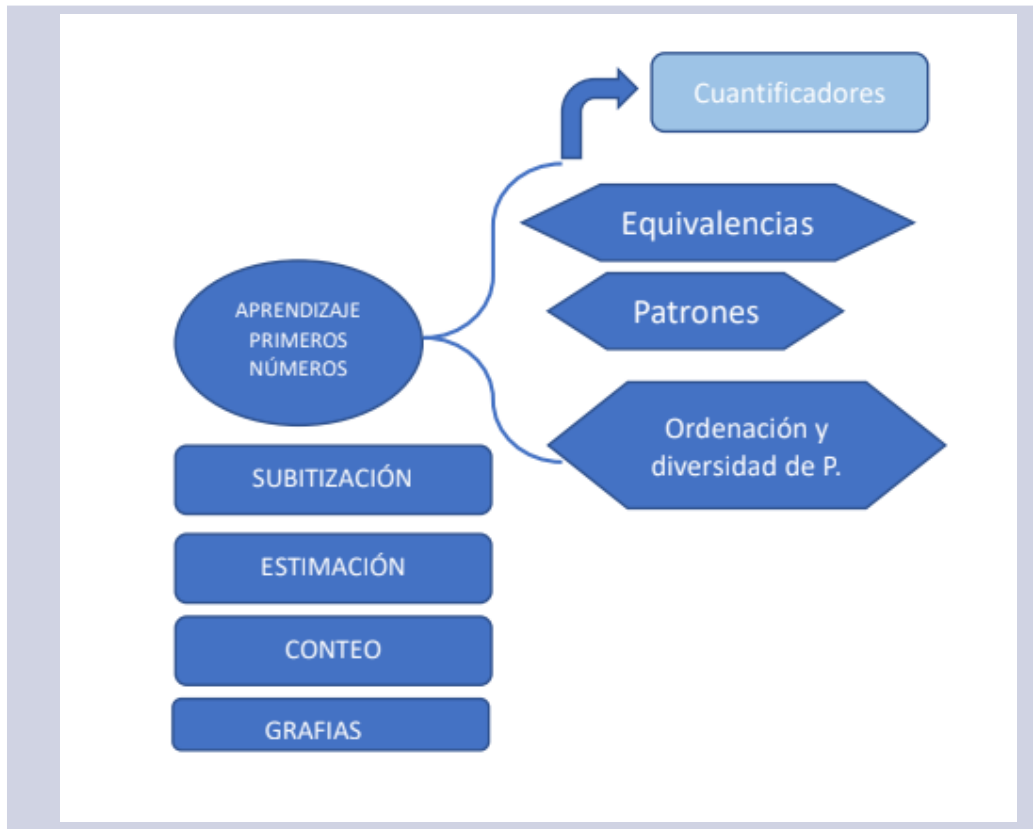 Cuantificadores
Equivalencias
Patrones
Ordenación y
diversidad de P.
APRENDIZAJE
PRIMEROS
NÚMEROS
SUBITIZACIÓN
ESTIMACIÓN
CONTEO
GRAFIAS